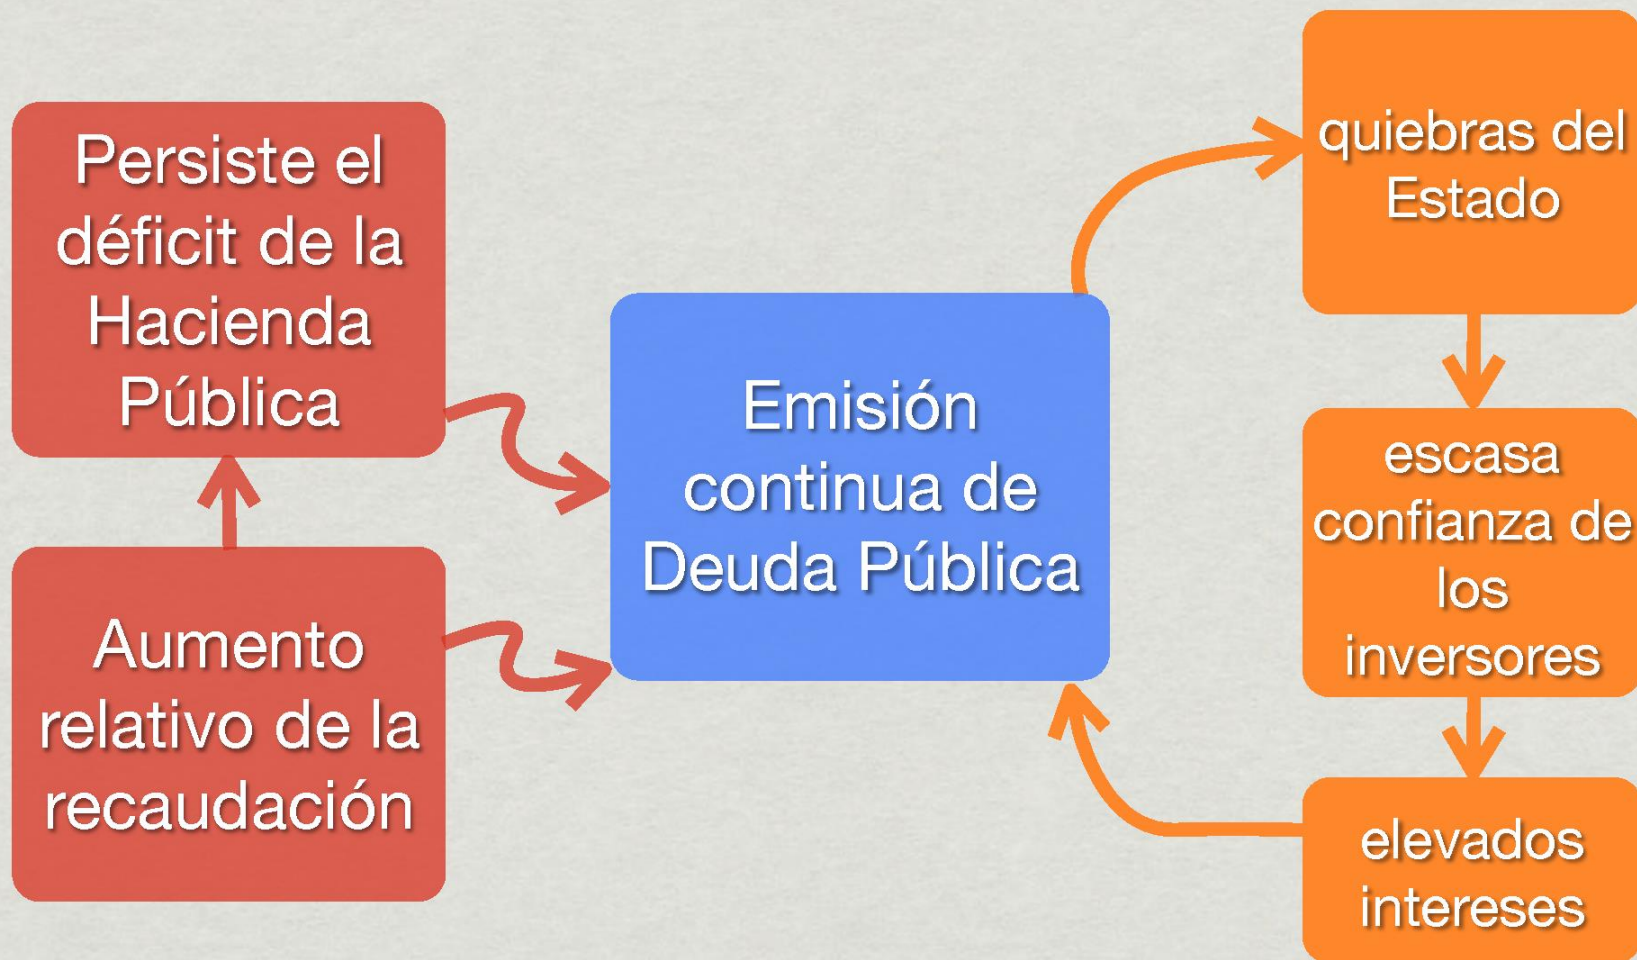 Persiste el
déficit de la
Hacienda
Pública
Aumento
relativo de la
recaudación
Emisión
continua de
Deuda Pública
quiebras del
Estado
escasa
confianza de
los
inversores
elevados
intereses